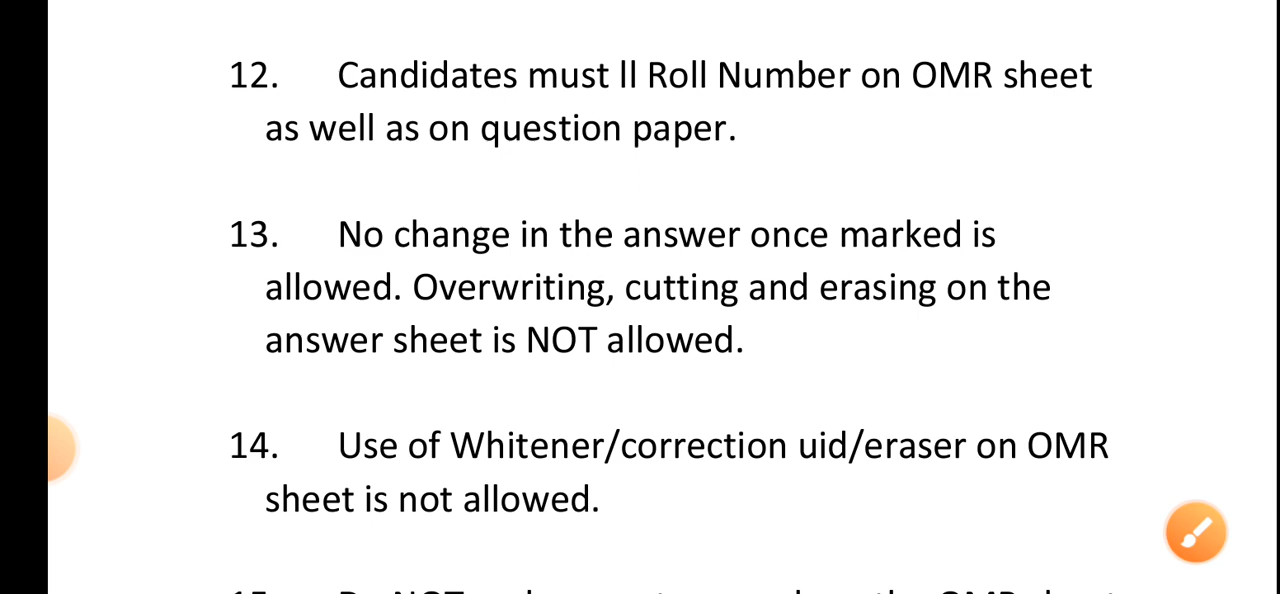 12. Candidates must ll Roll Number on OMR sheet
as well as on question paper.
13. No change in the answer once marked is
allowed. Overwriting, cutting and erasing on the
answer sheet is NOT allowed.
14. Use of Whitener/correction uid/eraser on OMR
sheet is not allowed.